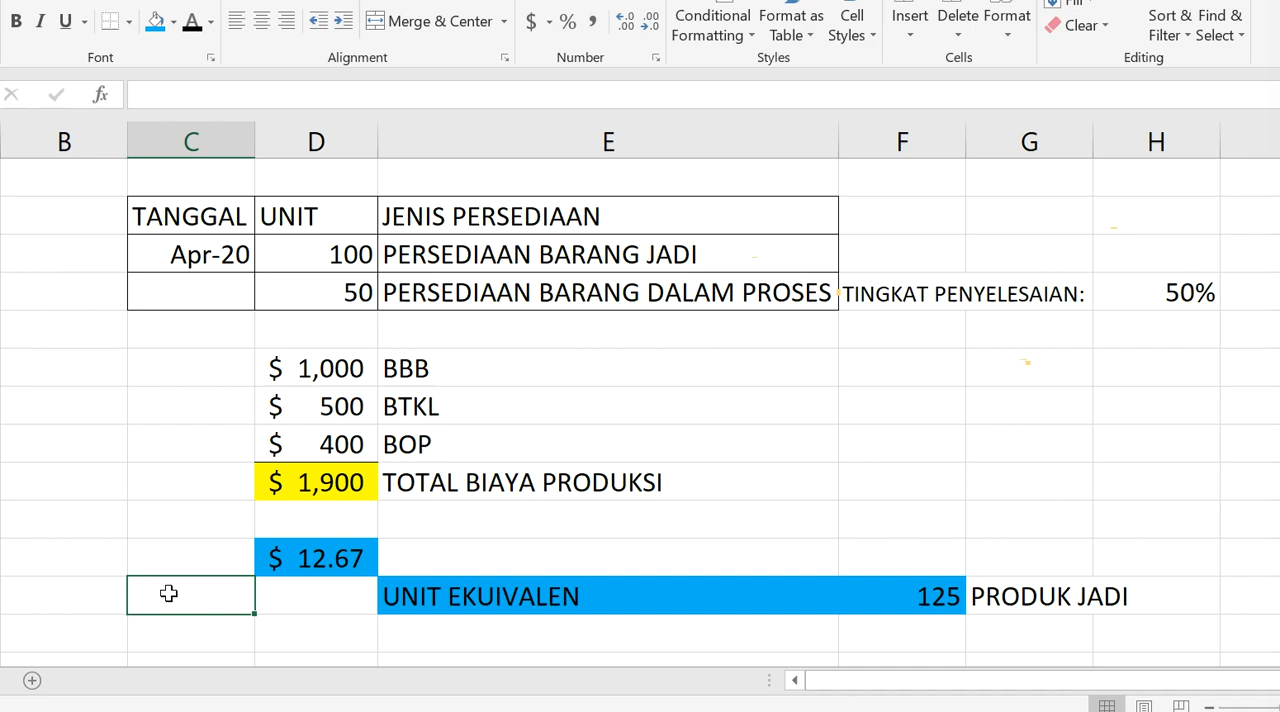 B I U A Merge & Center $ % , Conditional Format as Cell Insert Delete Format Sort & Find &
Formatting Table Styles Clear Filter Select
Font Alignment Number Styles Cells Editing
fx
B C D E F G H
TANGGAL UNIT JENIS PERSEDIAAN
Apr-20 100 PERSEDIAAN BARANG JADI
50 PERSEDIAAN BARANG DALAM PROSES TINGKAT PENYELESAIAN: 50%
$ 1,000 BBB
$ 500 BTKL
$ 400 BOP
$ 1,900 TOTAL BIAYA PRODUKSI
$ 12.67
UNIT EKUIVALEN 125 PRODUK JADI